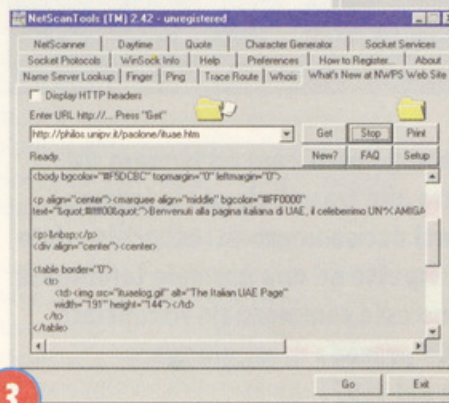 NetScanTools (TM) 2.42 - unregistered
NetScanner Daytime Quote Character Generator Socket Services
Socket Protocols WinSock Info Help Preferences How to Register... About
Name Server Lookup Finger Ping Trace Route Whois What's New at NWPS Web Site
Display HTTP headers
Enter URL http://... Press "Get"
http://philos.unipv.it/paolone/ituae.htm Get Stop Print
Ready. New? FAQ Setup
<body bgcolor="#F5DCBC" topmargin="0" leftmargin="0">
<p align="center"><marquee align="middle" bgcolor="#FF0000"
text="&quot;#ffff00&quot;">Benvenuti alla pagina italiana di UAE, il celeberrimo UN*X AMIGA
<p>&nbsp;</p>
<div align="center"><center>
<table border="0">
<tr>
<td><img src="ituaelog.gif" alt="The Italian UAE Page"
width="191" height="144"></td>
</tr>
</table>
Go Exit
3